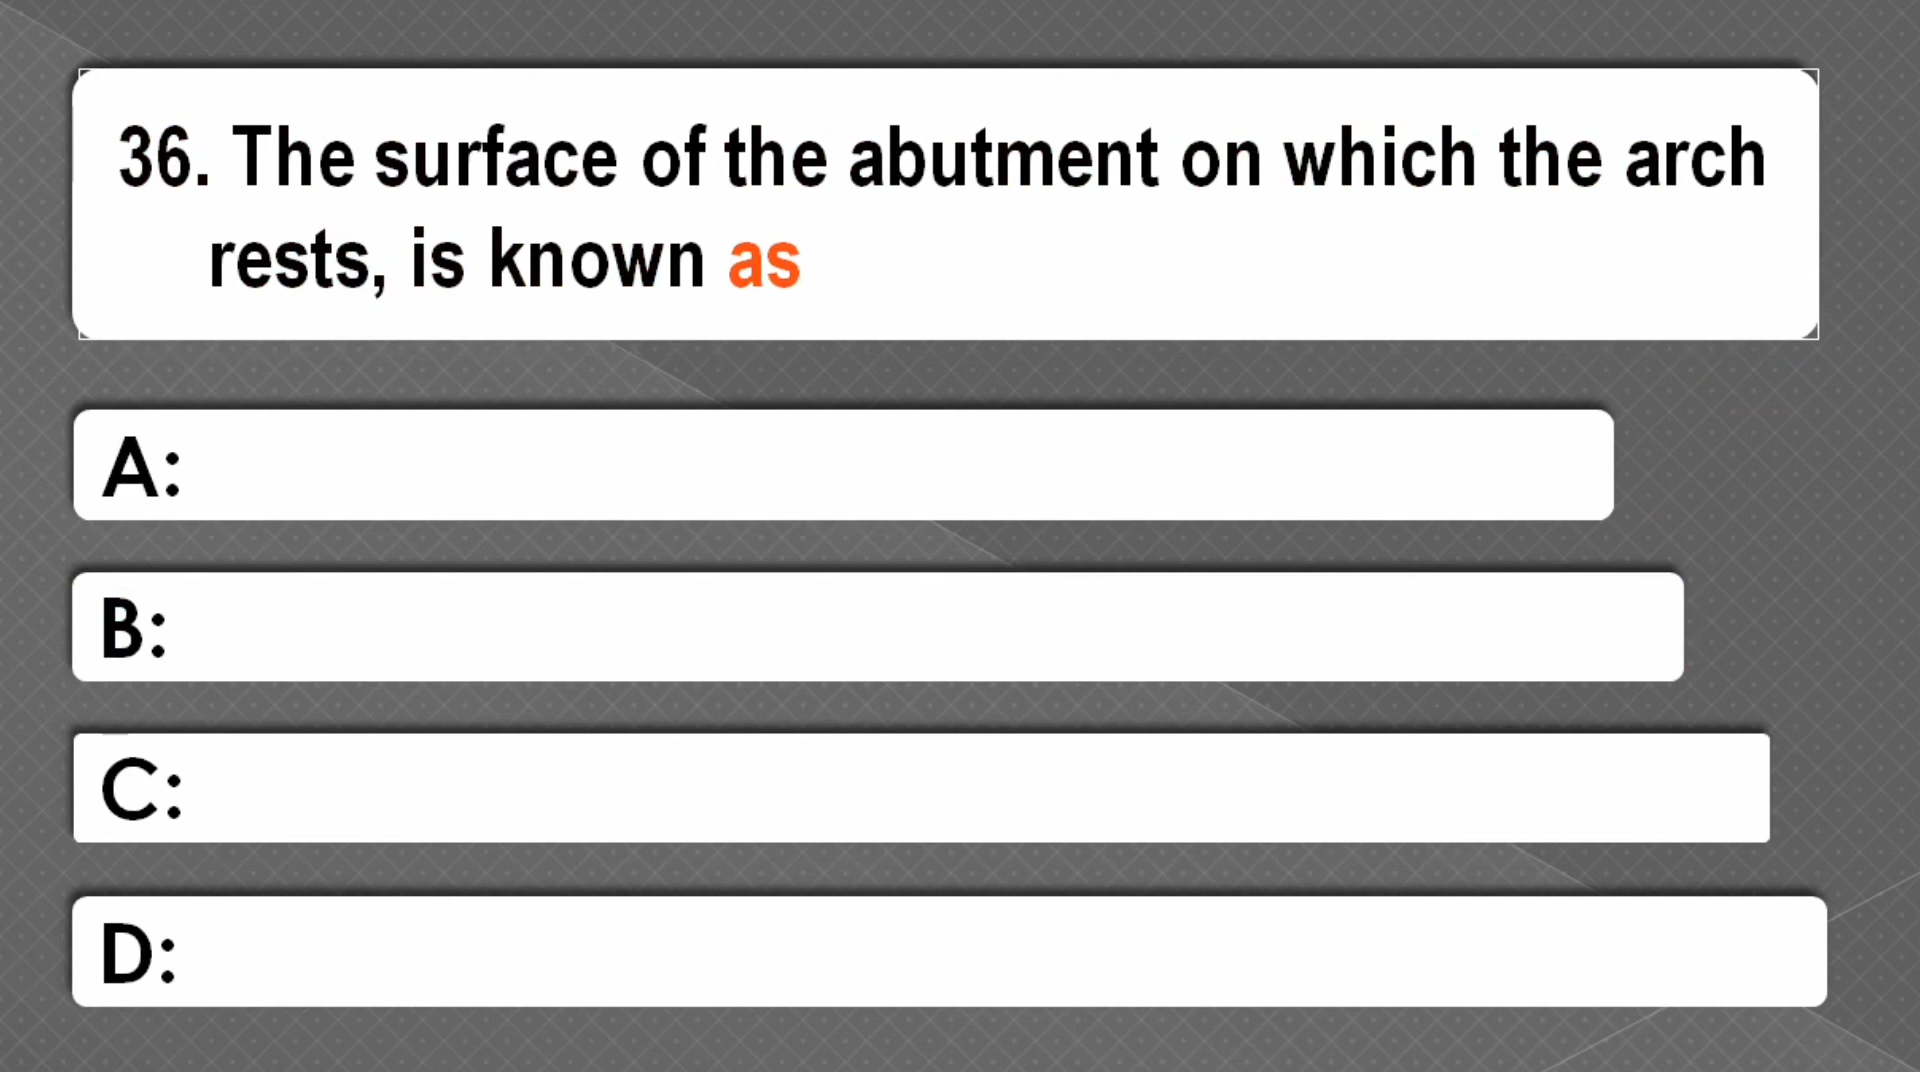 36. The surface of the abutment on which the arch
rests, is known as
A:
B:
C:
D: